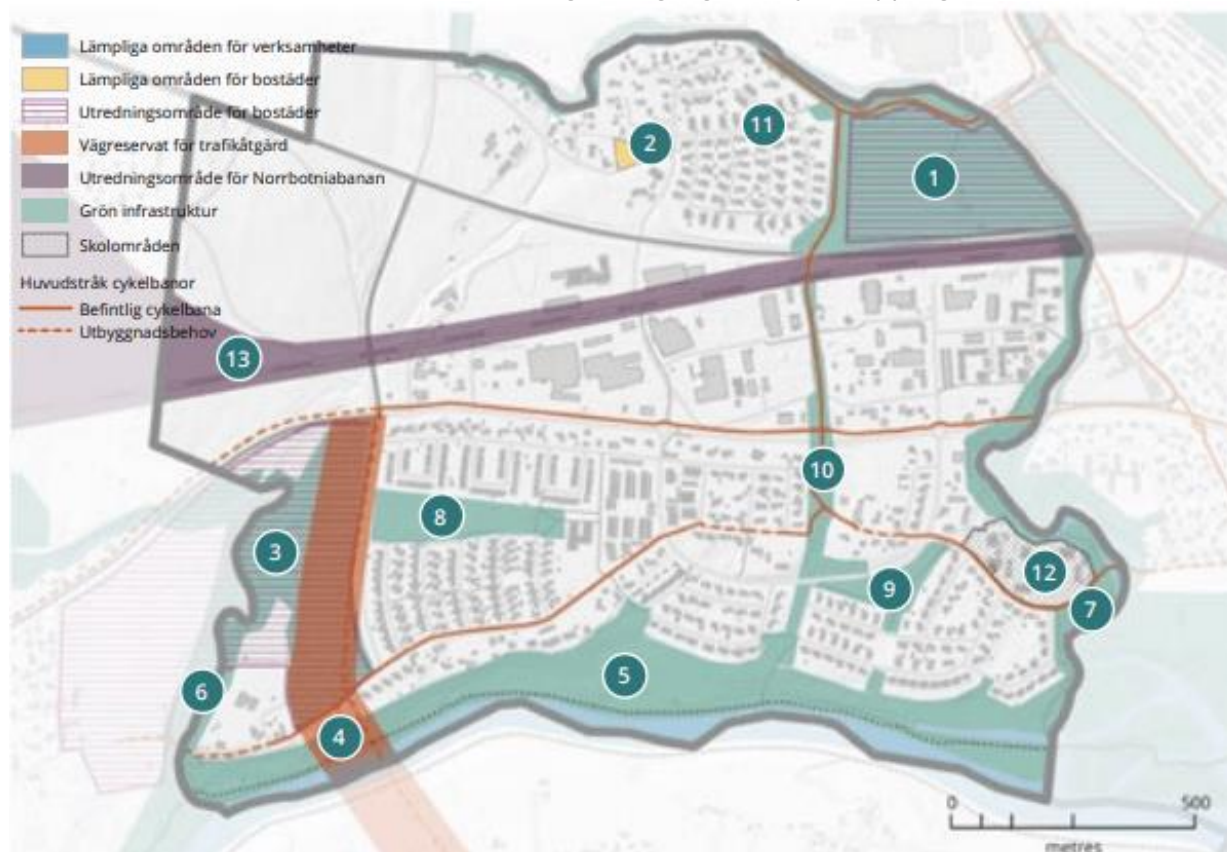 Lämpliga områden för verksamheter
Lämpliga områden för bostäder
Utredningsområde för bostäder
Vägreservat för trafikåtgärd
Utredningsområde för Norrbotniabanan
Grön infrastruktur
Skolområden
Huvudstråk cykelbanor
Befintlig cykelbana
Utbyggnadsbehov
11
2
1
13
10
8
3
12
9
7
5
6
4
0 500
metres